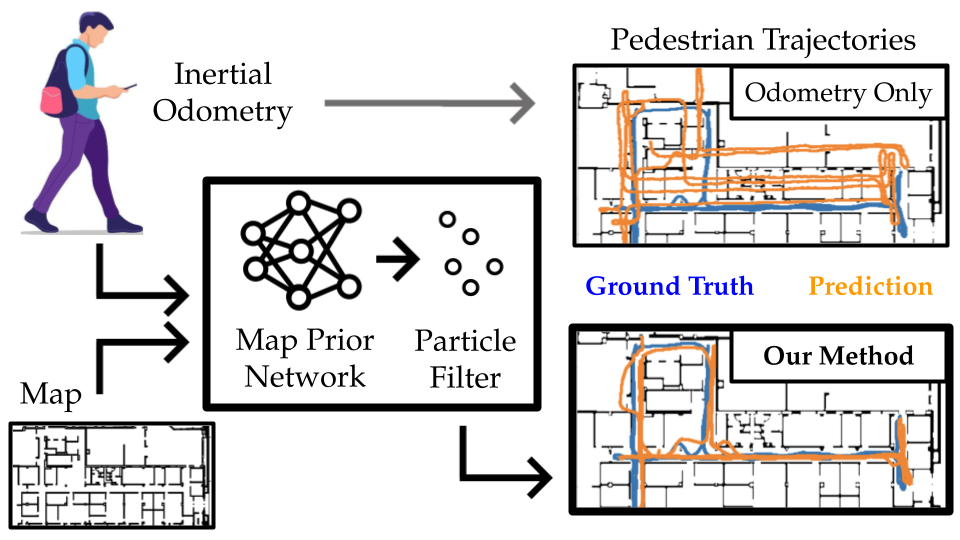 Pedestrian Trajectories
Inertial
Odometry
Odometry Only
Ground Truth
Prediction
Map Prior
Network
Particle
Filter
Our Method
Map